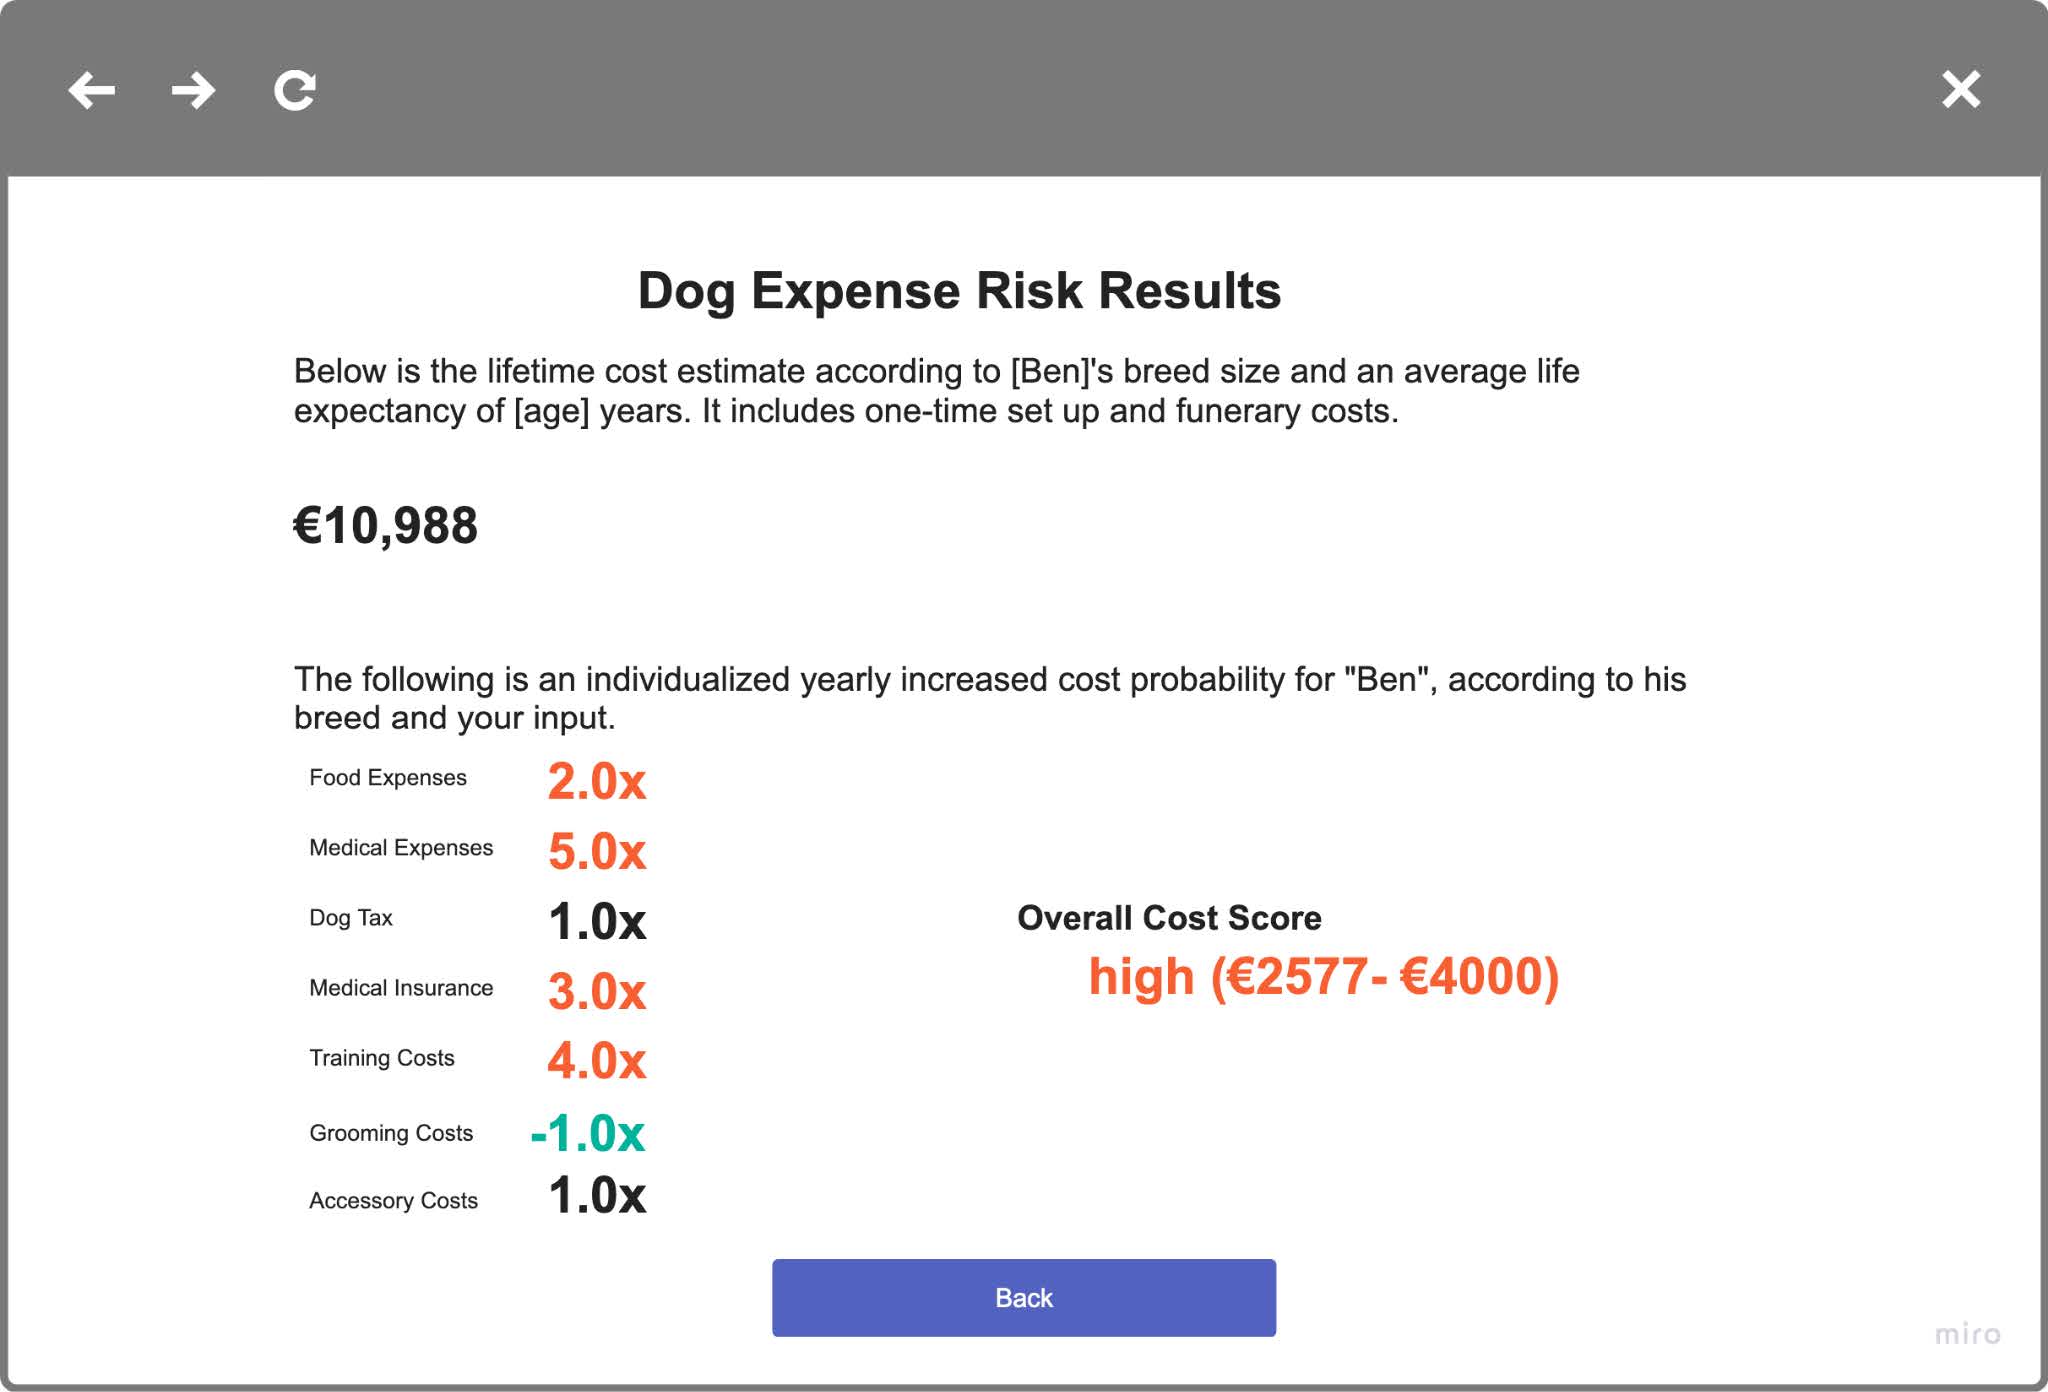 Dog Expense Risk Results
Below is the lifetime cost estimate according to [Ben]'s breed size and an average life
expectancy of [age] years. It includes one-time set up and funerary costs.
€10,988
The following is an individualized yearly increased cost probability for "Ben", according to his
breed and your input.
Food Expenses 2.0x
Medical Expenses 5.0x
Dog Tax 1.0x
Medical Insurance 3.0x
Training Costs 4.0x
Grooming Costs -1.0x
Accessory Costs 1.0x
Overall Cost Score
high (€2577- €4000)
Back
miro